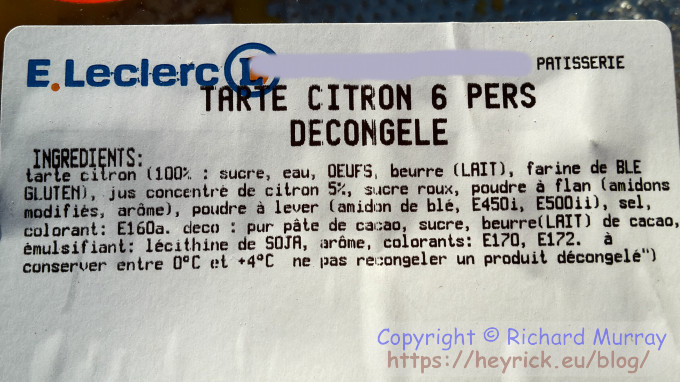 E.Leclerc L
PATISSERIE
TARTE CITRON 6 PERS
DECONGELE
INGREDIENTS:
tarte citron (100% : sucre, eau, OEUFS, beurre (LAIT), farine de BLE
GLUTEN), jus concentré de citron 5%, sucre roux, poudre à flan (amidons
modifiés, arôme), poudre à lever (amidon de blé, E450i, E500ii), sel,
colorant: E160a. deco : pur pâte de cacao, sucre, beurre(LAIT) de cacao,
émulsifiant: lécithine de SOJA, arôme, colorants: E170, E172. à
conserver entre 0°C et +4°C ne pas recongeler un produit décongelé")
Copyright © Richard Murray
https://heyrick.eu/blog/